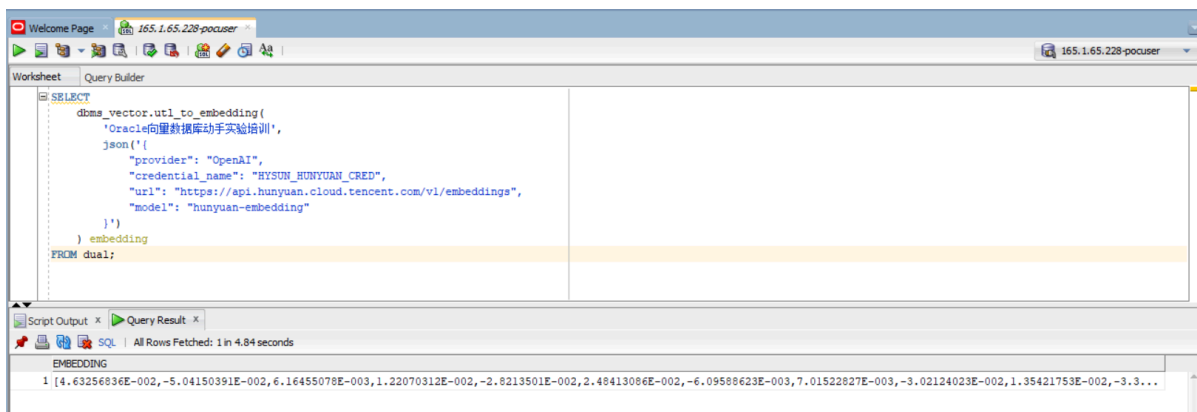 Welcome Page
165.1.65.228-pocuser
165.1.65.228-pocuser
Worksheet Query Builder
SELECT
dbms_vector.utl_to_embedding(
'Oracle向量数据库动手实验培训',
json('{
"provider": "OpenAI",
"credential_name": "HYSUN_HUNYUAN_CRED",
"url": "https://api.hunyuan.cloud.tencent.com/v1/embeddings",
"model": "hunyuan-embedding"
}')
) embedding
FROM dual;
Script Output x Query Result x
SQL | All Rows Fetched: 1 in 4.84 seconds
EMBEDDING
1 [4.63256836E-002,-5.04150391E-002,6.16455078E-003,1.22070312E-002,-2.8213501E-002,2.48413086E-002,-6.09588623E-003,7.01522827E-003,-3.02124023E-002,1.35421753E-002,-3.3...